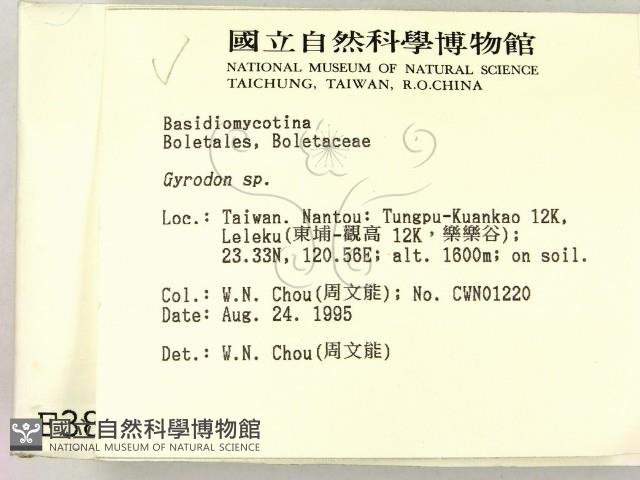 國立自然科學博物館
NATIONAL MUSEUM OF NATURAL SCIENCE
TAICHUNG, TAIWAN, R.O.CHINA
Basidiomycotina
Boletales, Boletaceae
Gyrodon sp.
Loc.: Taiwan. Nantou: Tungpu-Kuankao 12K,
Leleku(東埔-觀高 12K，樂樂谷);
23.33N, 120.56E; alt. 1600m; on soil.
Col.: W.N. Chou(周文能); No. CWN01220
Date: Aug. 24. 1995
Det.: W.N. Chou(周文能)
國立自然科學博物館
NATIONAL MUSEUM OF NATURAL SCIENCE